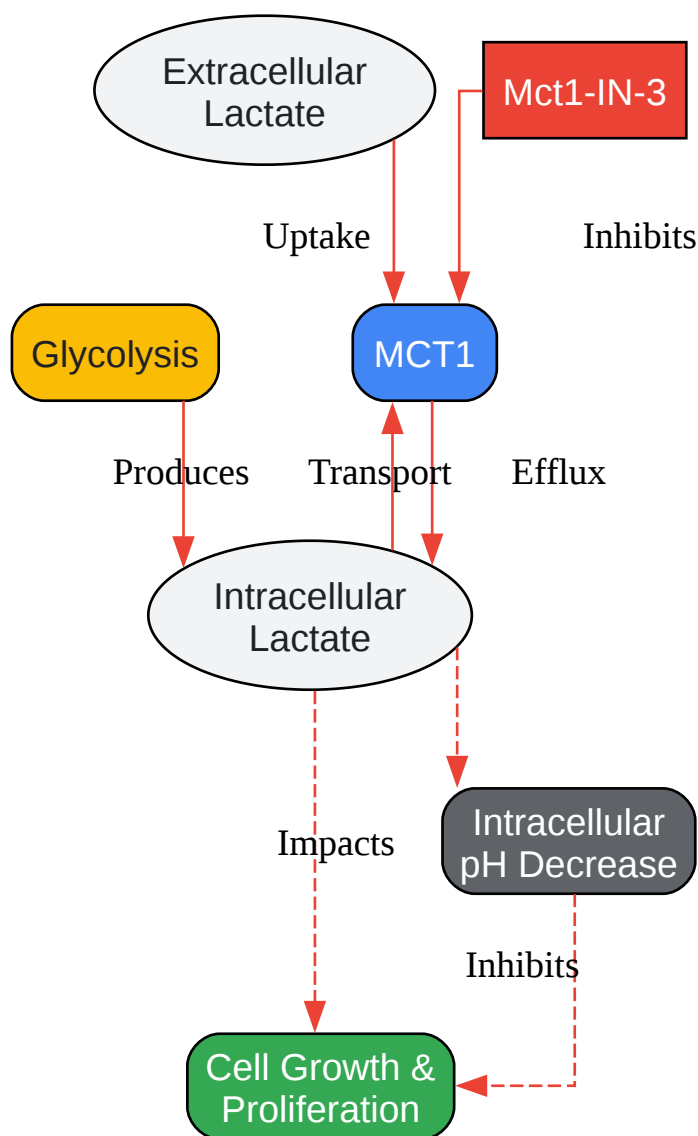 Extracellular
Lactate
Mct1-IN-3
Uptake
Inhibits
Glycolysis
MCT1
Produces
Transport
Efflux
Intracellular
Lactate
Intracellular
pH Decrease
Impacts
Inhibits
Cell Growth &
Proliferation